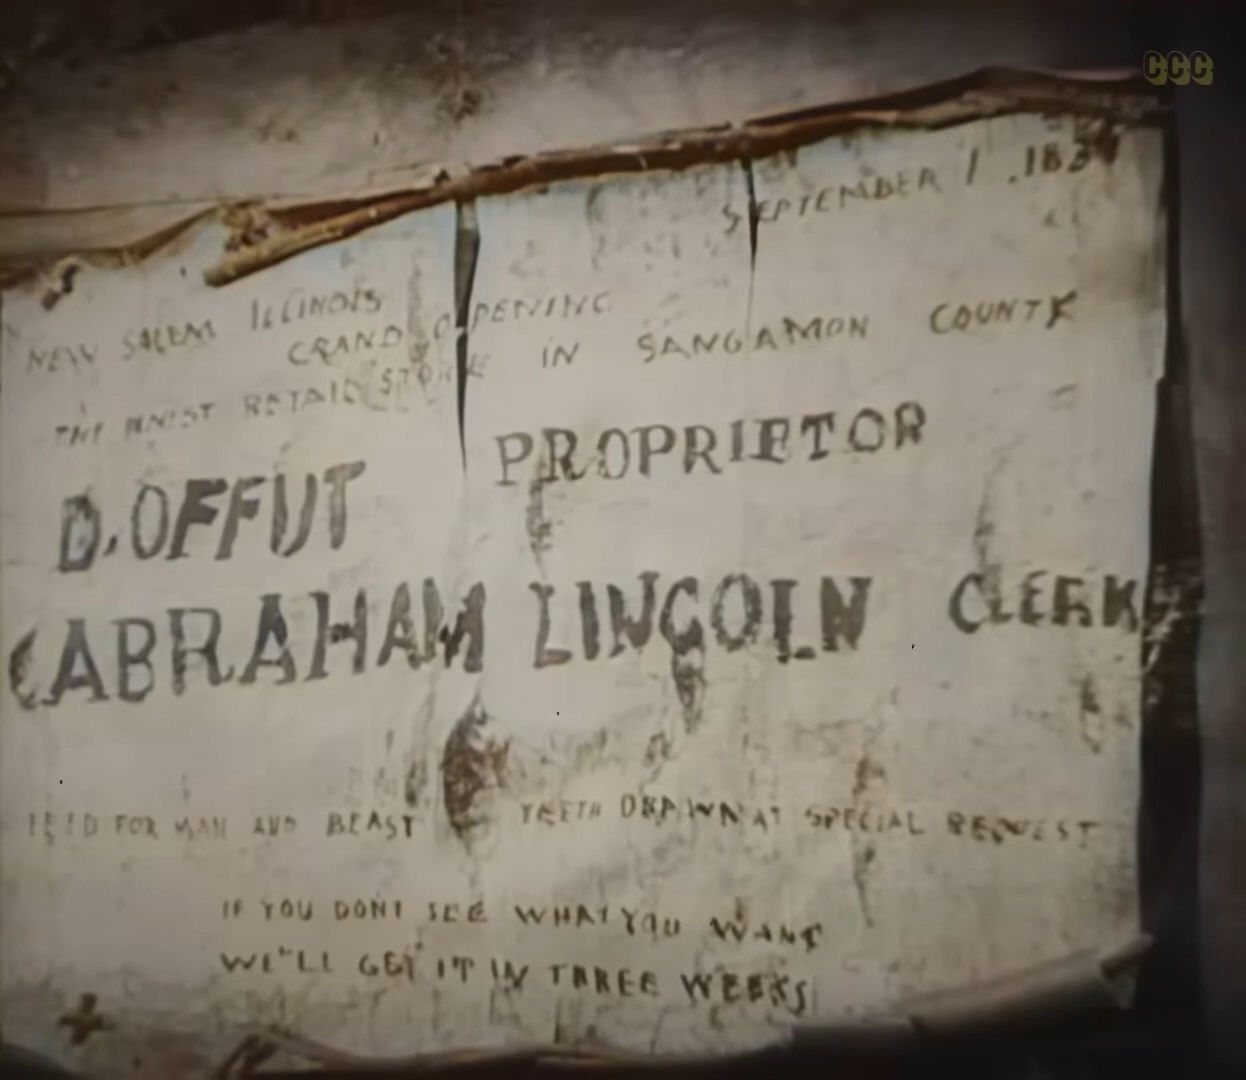 CCC
SEPTEMBER 1 .183
NEW SALEM ILLINOIS
GRAND OPENING
THE FINEST RETAIL STORE IN SANGAMON COUNTY
D. OFFUT PROPRIETOR
ABRAHAM LINCOLN CLERK
FOR MAN AND BEAST TEETH DRAWN AT SPECIAL REQUEST
IF YOU DONT SEE WHAT YOU WANT
WE'LL GET IT IN THREE WEEKS